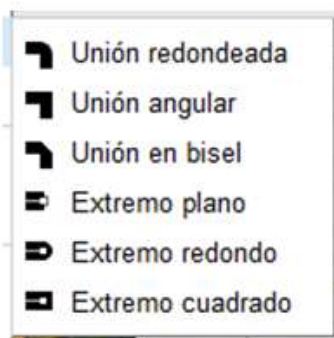 Unión redondeada
Unión angular
Unión en bisel
Extremo plano
Extremo redondo
Extremo cuadrado